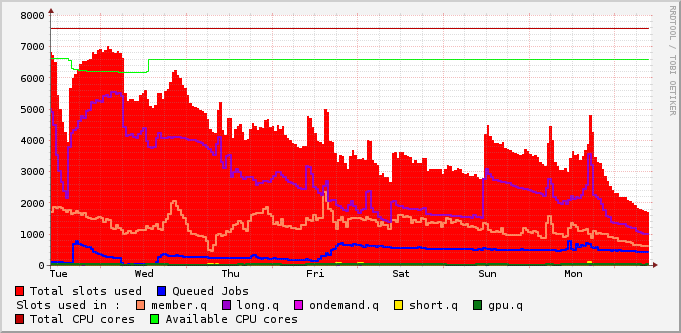 RRDTOOL / TOBI OETIKER
8000
7000
6000
5000
4000
3000
2000
1000
0
Tue Wed Thu Fri Sat Sun Mon
Total slots used Queued Jobs
Slots used in : member.q long.q ondemand.q short.q gpu.q
Total CPU cores Available CPU cores